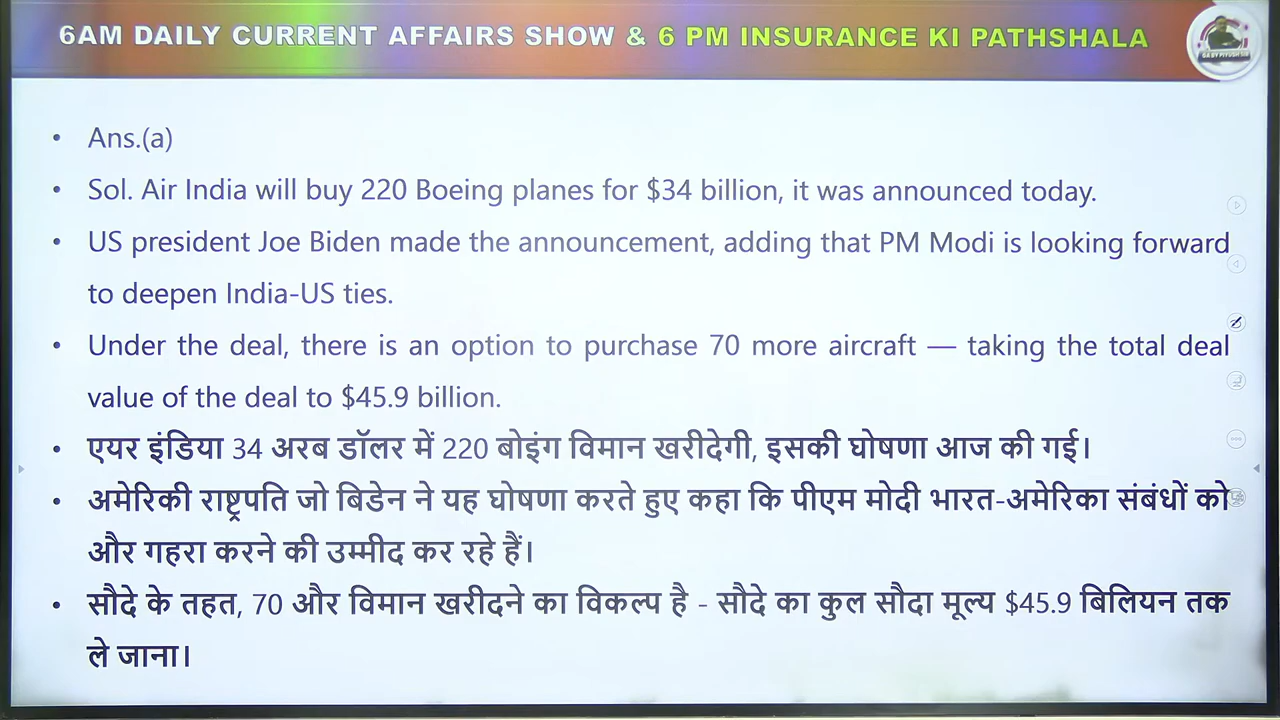 6AM DAILY CURRENT AFFAIRS SHOW & 6 PM INSURANCE KI PATHSHALA
• Ans.(a)
• Sol. Air India will buy 220 Boeing planes for $34 billion, it was announced today.
• US president Joe Biden made the announcement, adding that PM Modi is looking forward
to deepen India-US ties.
• Under the deal, there is an option to purchase 70 more aircraft — taking the total deal
value of the deal to $45.9 billion.
• एयर इंडिया 34 अरब डॉलर में 220 बोइंग विमान खरीदेगी, इसकी घोषणा आज की गई।
• अमेरिकी राष्ट्रपति जो बिडेन ने यह घोषणा करते हुए कहा कि पीएम मोदी भारत-अमेरिका संबंधों को
और गहरा करने की उम्मीद कर रहे हैं।
• सौदे के तहत, 70 और विमान खरीदने का विकल्प है - सौदे का कुल सौदा मूल्य $45.9 बिलियन तक
ले जाना।